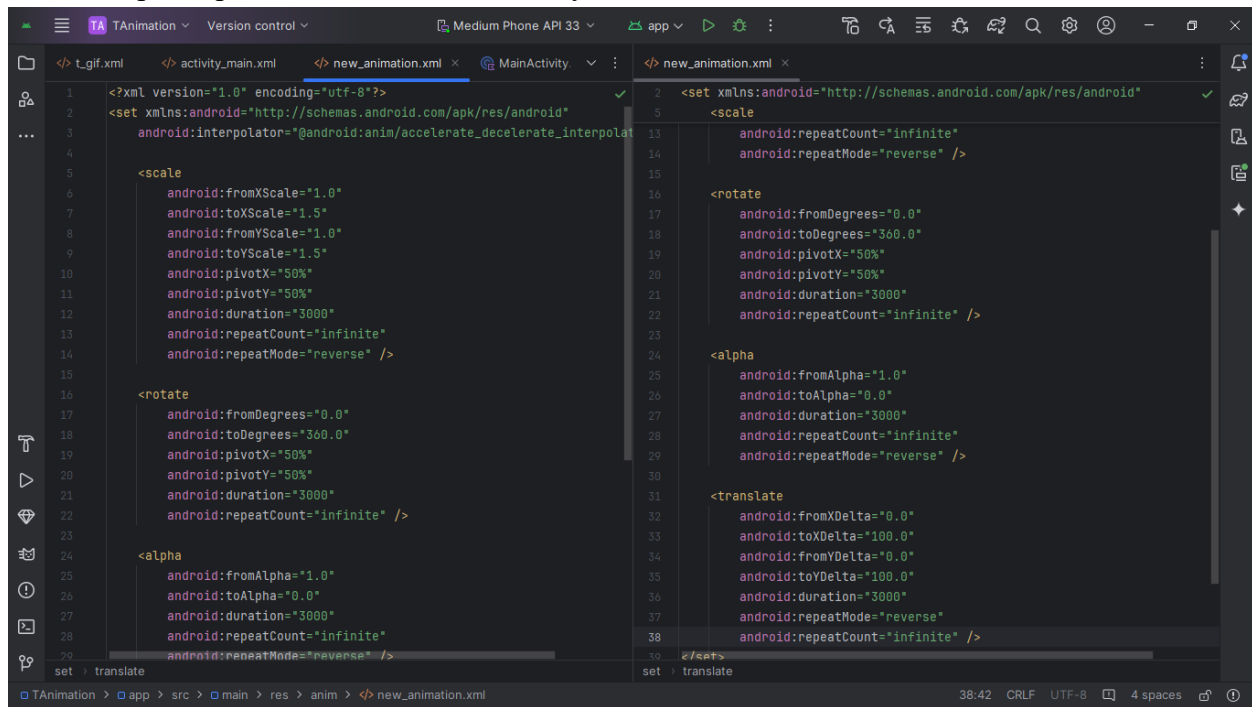 TA TAnimation Version control Medium Phone API 33 app
</> t_gif.xml </> activity_main.xml </> new_animation.xml × MainActivity.
1 <?xml version="1.0" encoding="utf-8"?>
2 <set xmlns:android="http://schemas.android.com/apk/res/android"
3 android:interpolator="@android:anim/accelerate_decelerate_interpolat
4
5 <scale
6 android:fromXScale="1.0"
7 android:toXScale="1.5"
8 android:fromYScale="1.0"
9 android:toYScale="1.5"
10 android:pivotX="50%"
11 android:pivotY="50%"
12 android:duration="3000"
13 android:repeatCount="infinite"
14 android:repeatMode="reverse" />
15
16 <rotate
17 android:fromDegrees="0.0"
18 android:toDegrees="360.0"
19 android:pivotX="50%"
20 android:pivotY="50%"
21 android:duration="3000"
22 android:repeatCount="infinite" />
23
24 <alpha
25 android:fromAlpha="1.0"
26 android:toAlpha="0.0"
27 android:duration="3000"
28 android:repeatCount="infinite"
29 android:repeatMode="reverse" />
set > translate
</> new_animation.xml ×
2 <set xmlns:android="http://schemas.android.com/apk/res/android"
5 <scale
13 android:repeatCount="infinite"
14 android:repeatMode="reverse" />
15
16 <rotate
17 android:fromDegrees="0.0"
18 android:toDegrees="360.0"
19 android:pivotX="50%"
20 android:pivotY="50%"
21 android:duration="3000"
22 android:repeatCount="infinite" />
23
24 <alpha
25 android:fromAlpha="1.0"
26 android:toAlpha="0.0"
27 android:duration="3000"
28 android:repeatCount="infinite"
29 android:repeatMode="reverse" />
30
31 <translate
32 android:fromXDelta="0.0"
33 android:toXDelta="100.0"
34 android:fromYDelta="0.0"
35 android:toYDelta="100.0"
36 android:duration="3000"
37 android:repeatMode="reverse"
38 android:repeatCount="infinite" />
39 </set>
set > translate
TAnimation > app > src > main > res > anim > </> new_animation.xml 38:42 CRLF UTF-8 4 spaces